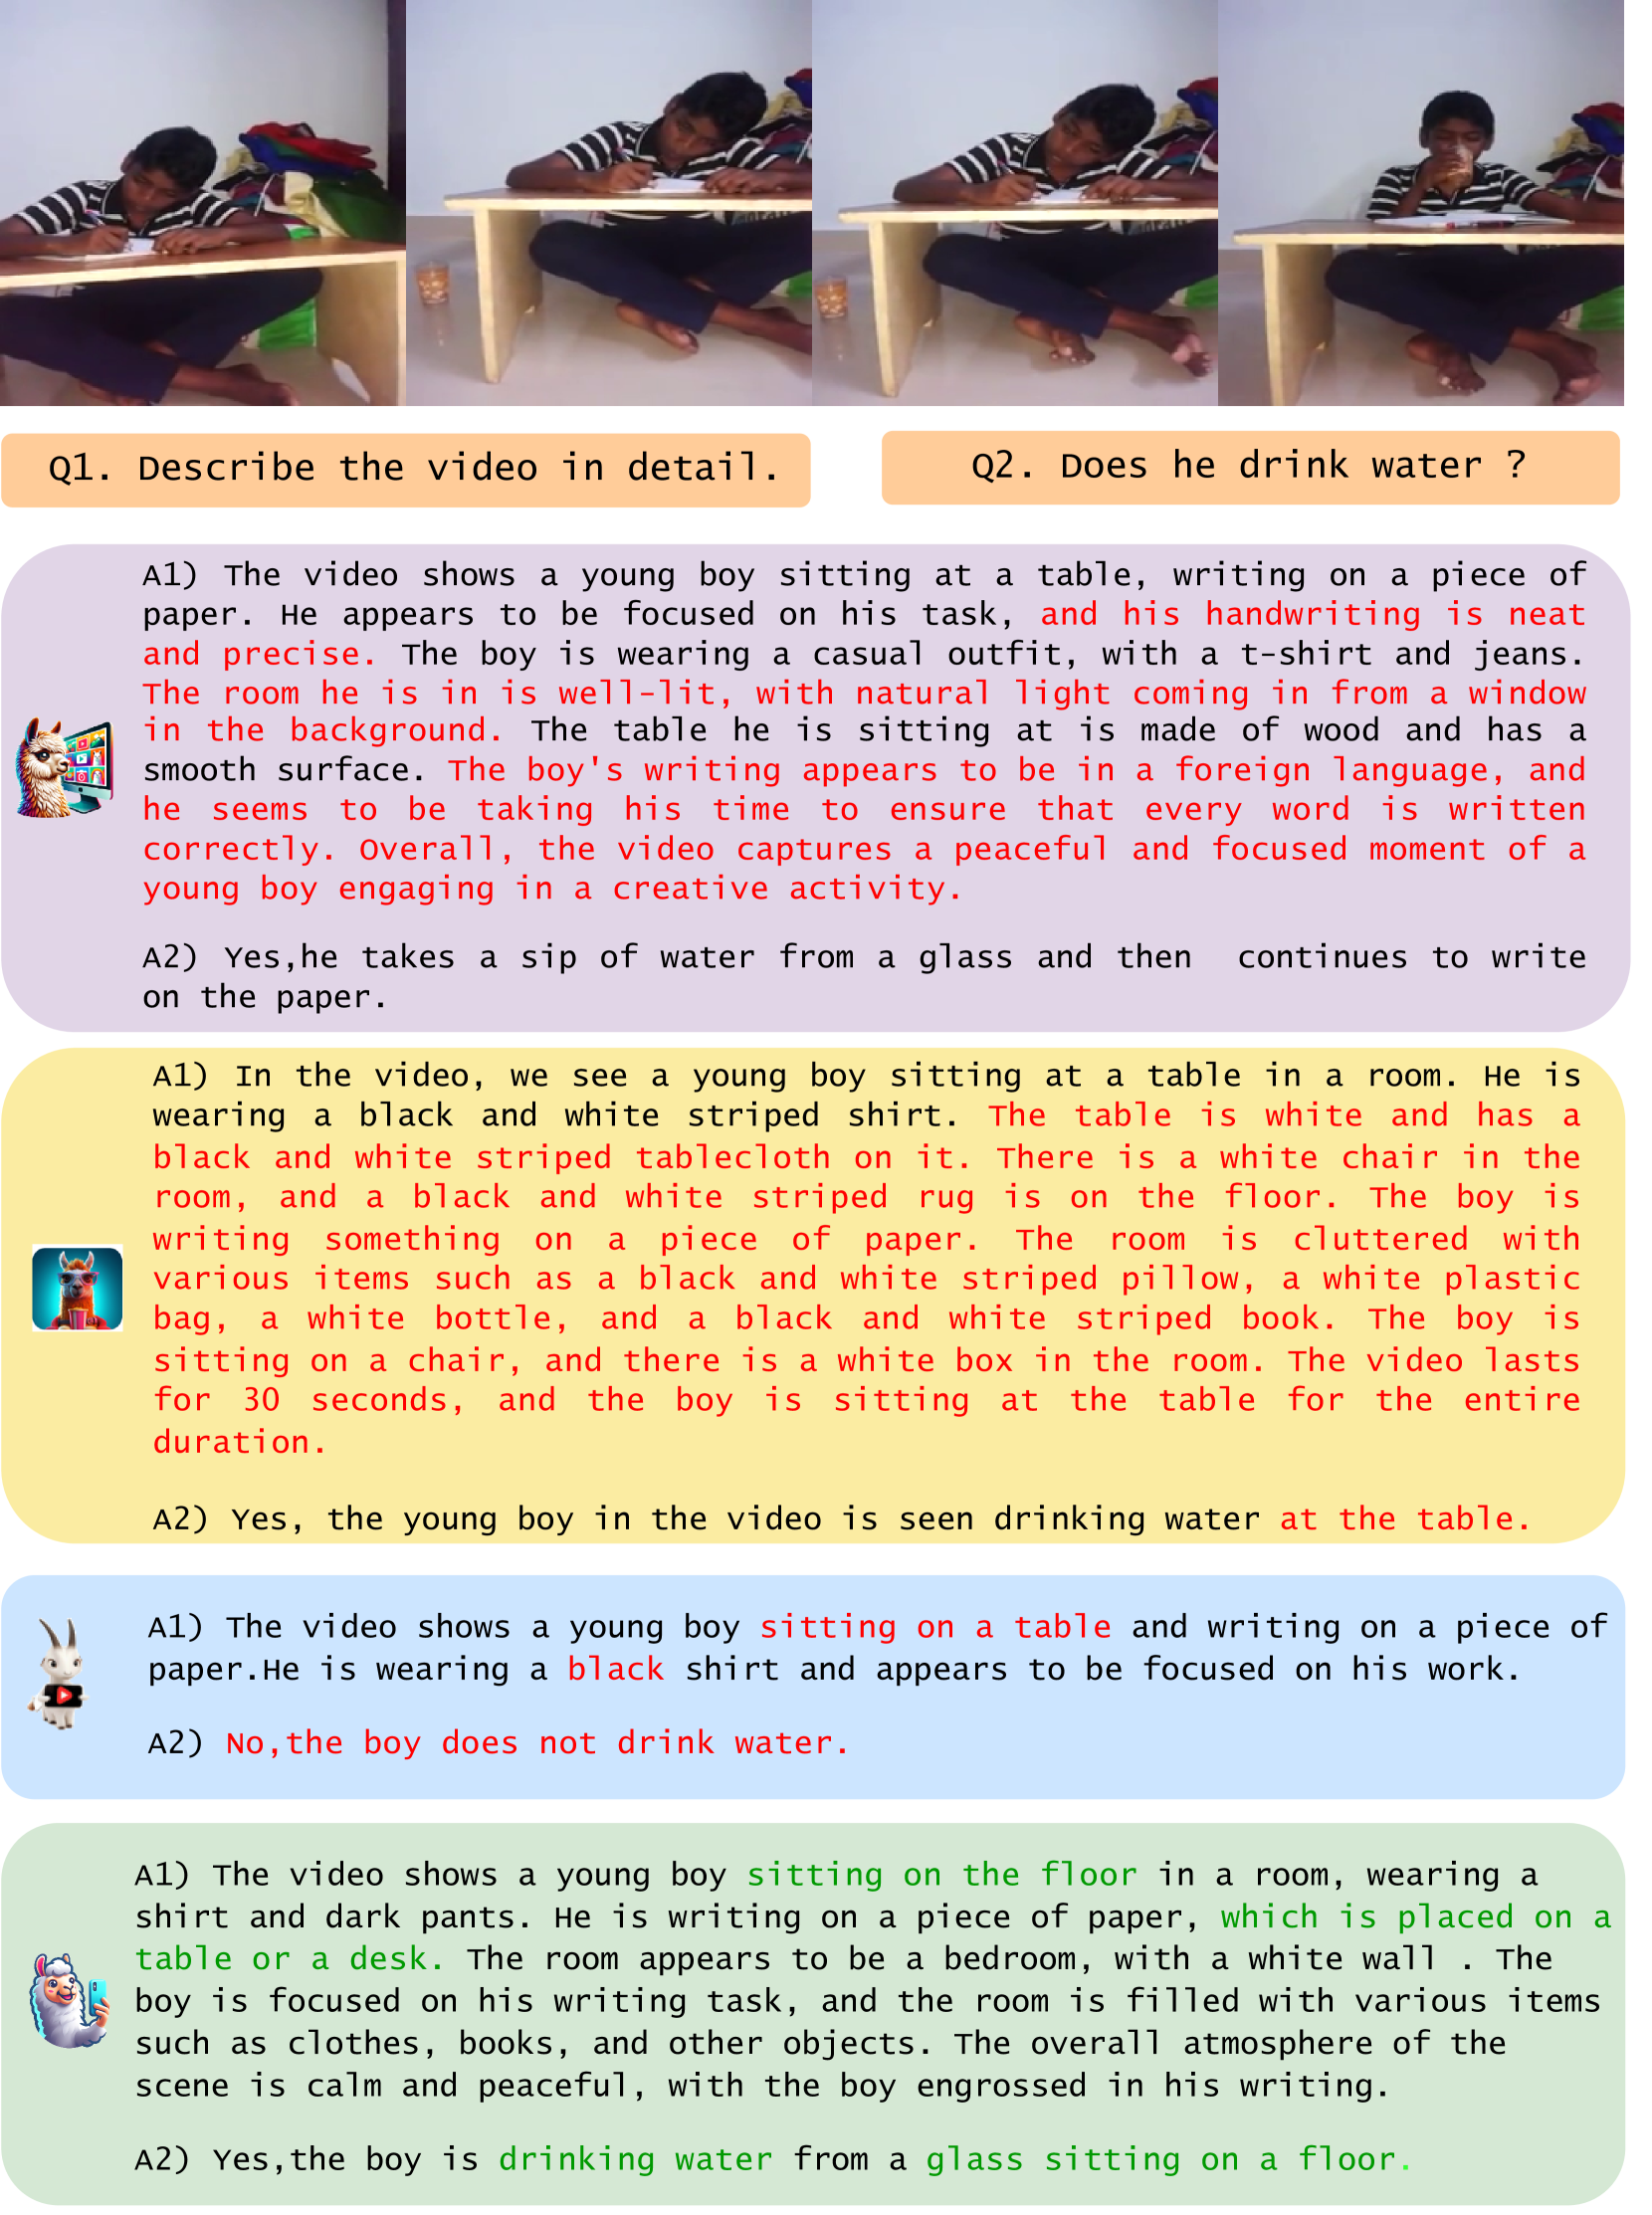 Q1. Describe the video in detail.
Q2. Does he drink water ?
A1) The video shows a young boy sitting at a table, writing on a piece of
paper. He appears to be focused on his task, and his handwriting is neat
and precise. The boy is wearing a casual outfit, with a t-shirt and jeans.
The room he is in is well-lit, with natural light coming in from a window
in the background. The table he is sitting at is made of wood and has a
smooth surface. The boy's writing appears to be in a foreign language, and
he seems to be taking his time to ensure that every word is written
correctly. Overall, the video captures a peaceful and focused moment of a
young boy engaging in a creative activity.
A2) Yes,he takes a sip of water from a glass and then  continues to write
on the paper.
A1) In the video, we see a young boy sitting at a table in a room. He is
wearing a black and white striped shirt. The table is white and has a
black and white striped tablecloth on it. There is a white chair in the
room, and a black and white striped rug is on the floor. The boy is
writing something on a piece of paper. The room is cluttered with
various items such as a black and white striped pillow, a white plastic
bag, a white bottle, and a black and white striped book. The boy is
sitting on a chair, and there is a white box in the room. The video lasts
for 30 seconds, and the boy is sitting at the table for the entire
duration.
A2) Yes, the young boy in the video is seen drinking water at the table.
A1) The video shows a young boy sitting on a table and writing on a piece of
paper.He is wearing a black shirt and appears to be focused on his work.
A2) No,the boy does not drink water.
A1) The video shows a young boy sitting on the floor in a room, wearing a
shirt and dark pants. He is writing on a piece of paper, which is placed on a
table or a desk. The room appears to be a bedroom, with a white wall . The
boy is focused on his writing task, and the room is filled with various items
such as clothes, books, and other objects. The overall atmosphere of the
scene is calm and peaceful, with the boy engrossed in his writing.
A2) Yes,the boy is drinking water from a glass sitting on a floor.